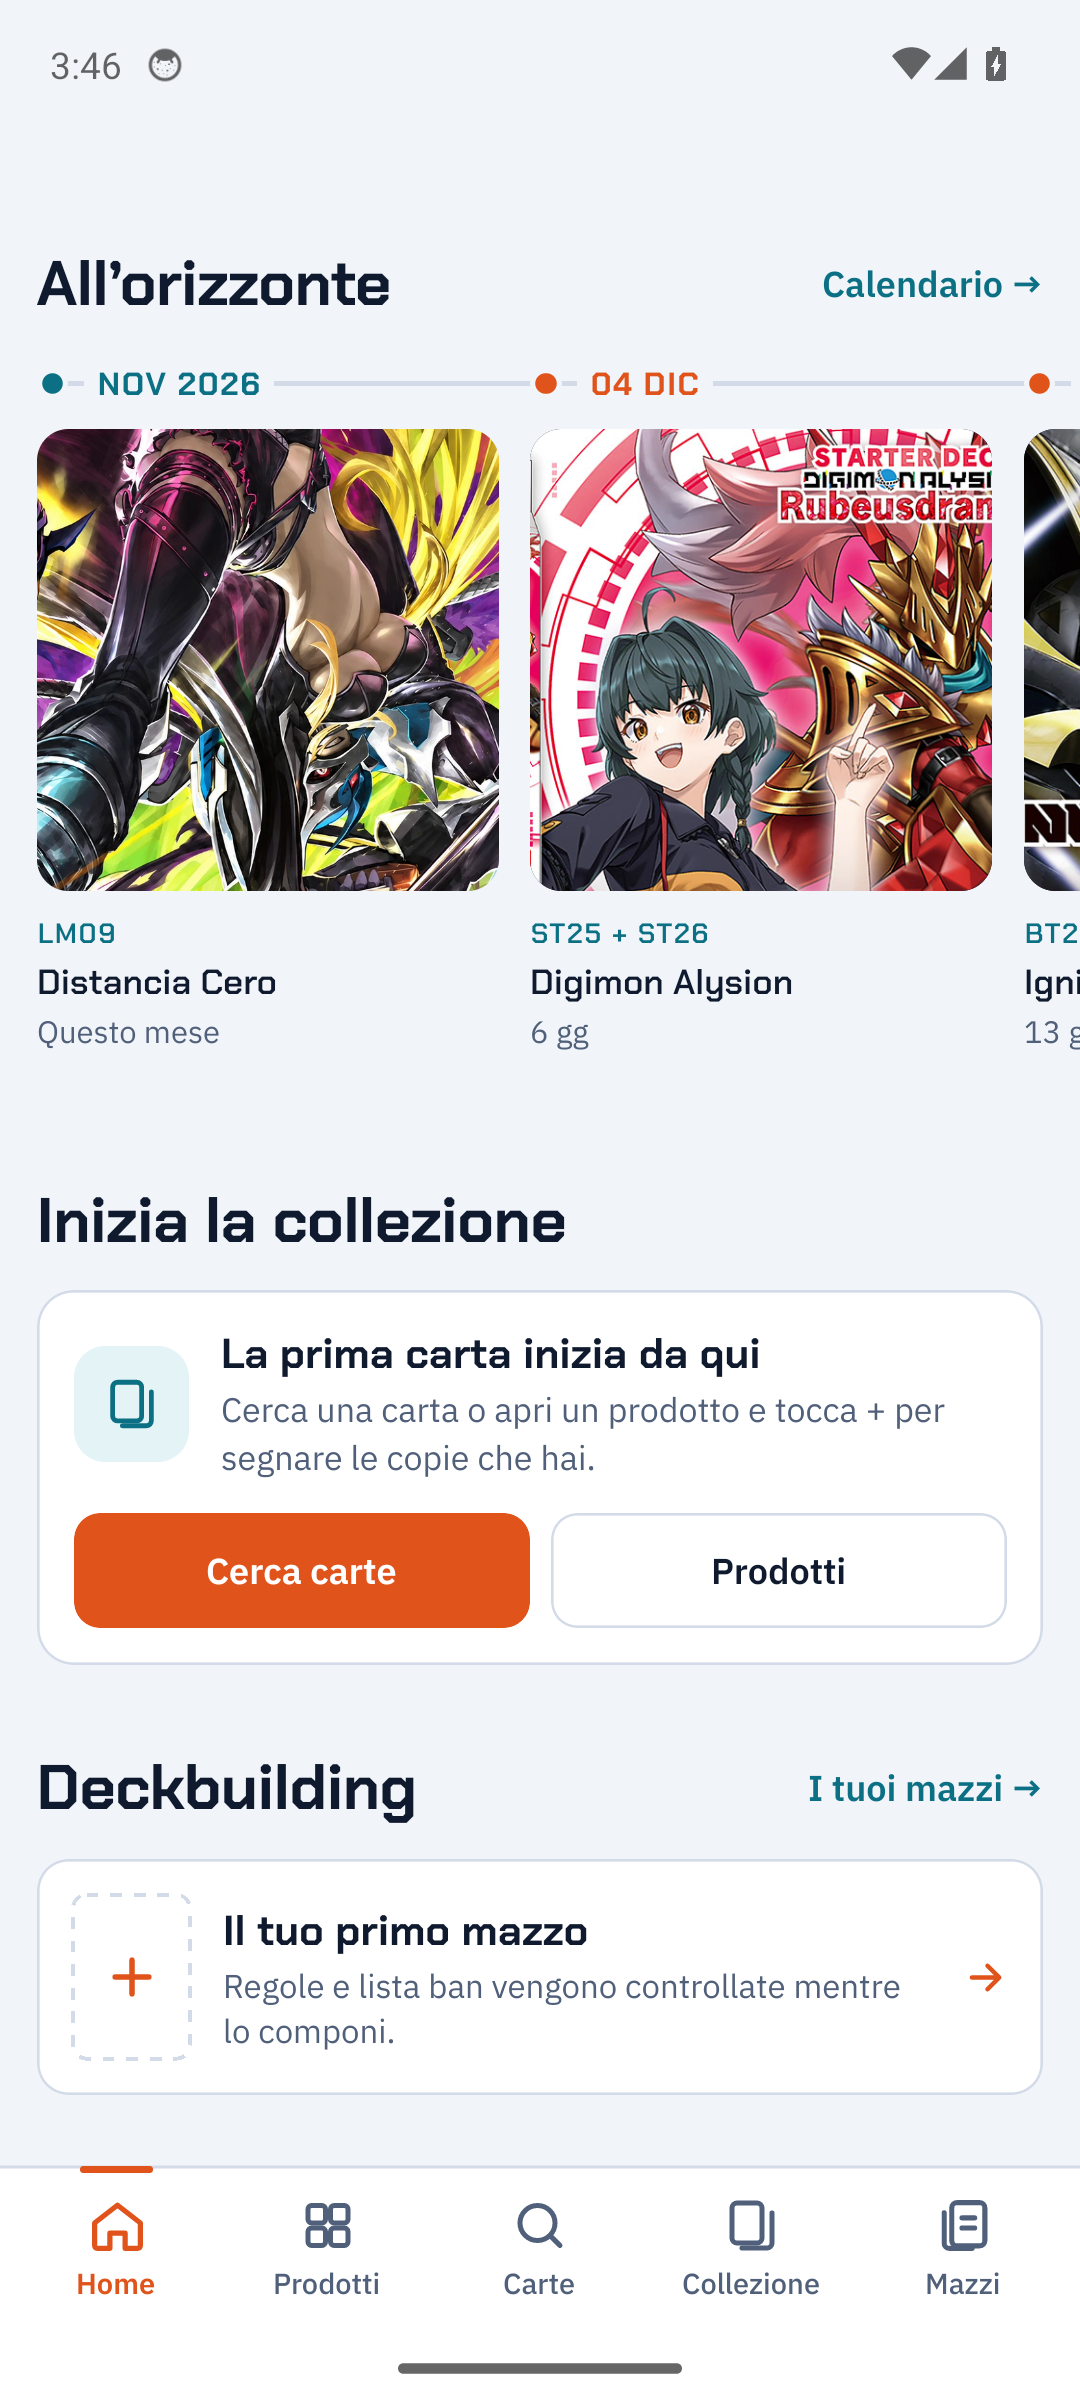 3:46
All’orizzonte
Calendario →
NOV 2026
04 DIC
STARTER DEC
DIGIMON ALYSI
Rubeusdram
LM09
ST25 + ST26
BT2
Distancia Cero
Digimon Alysion
Igni
Questo mese
6 gg
13 g
Inizia la collezione
La prima carta inizia da qui
Cerca una carta o apri un prodotto e tocca + per
segnare le copie che hai.
Cerca carte
Prodotti
Deckbuilding
I tuoi mazzi →
Il tuo primo mazzo
Regole e lista ban vengono controllate mentre
lo componi.
Home
Prodotti
Carte
Collezione
Mazzi